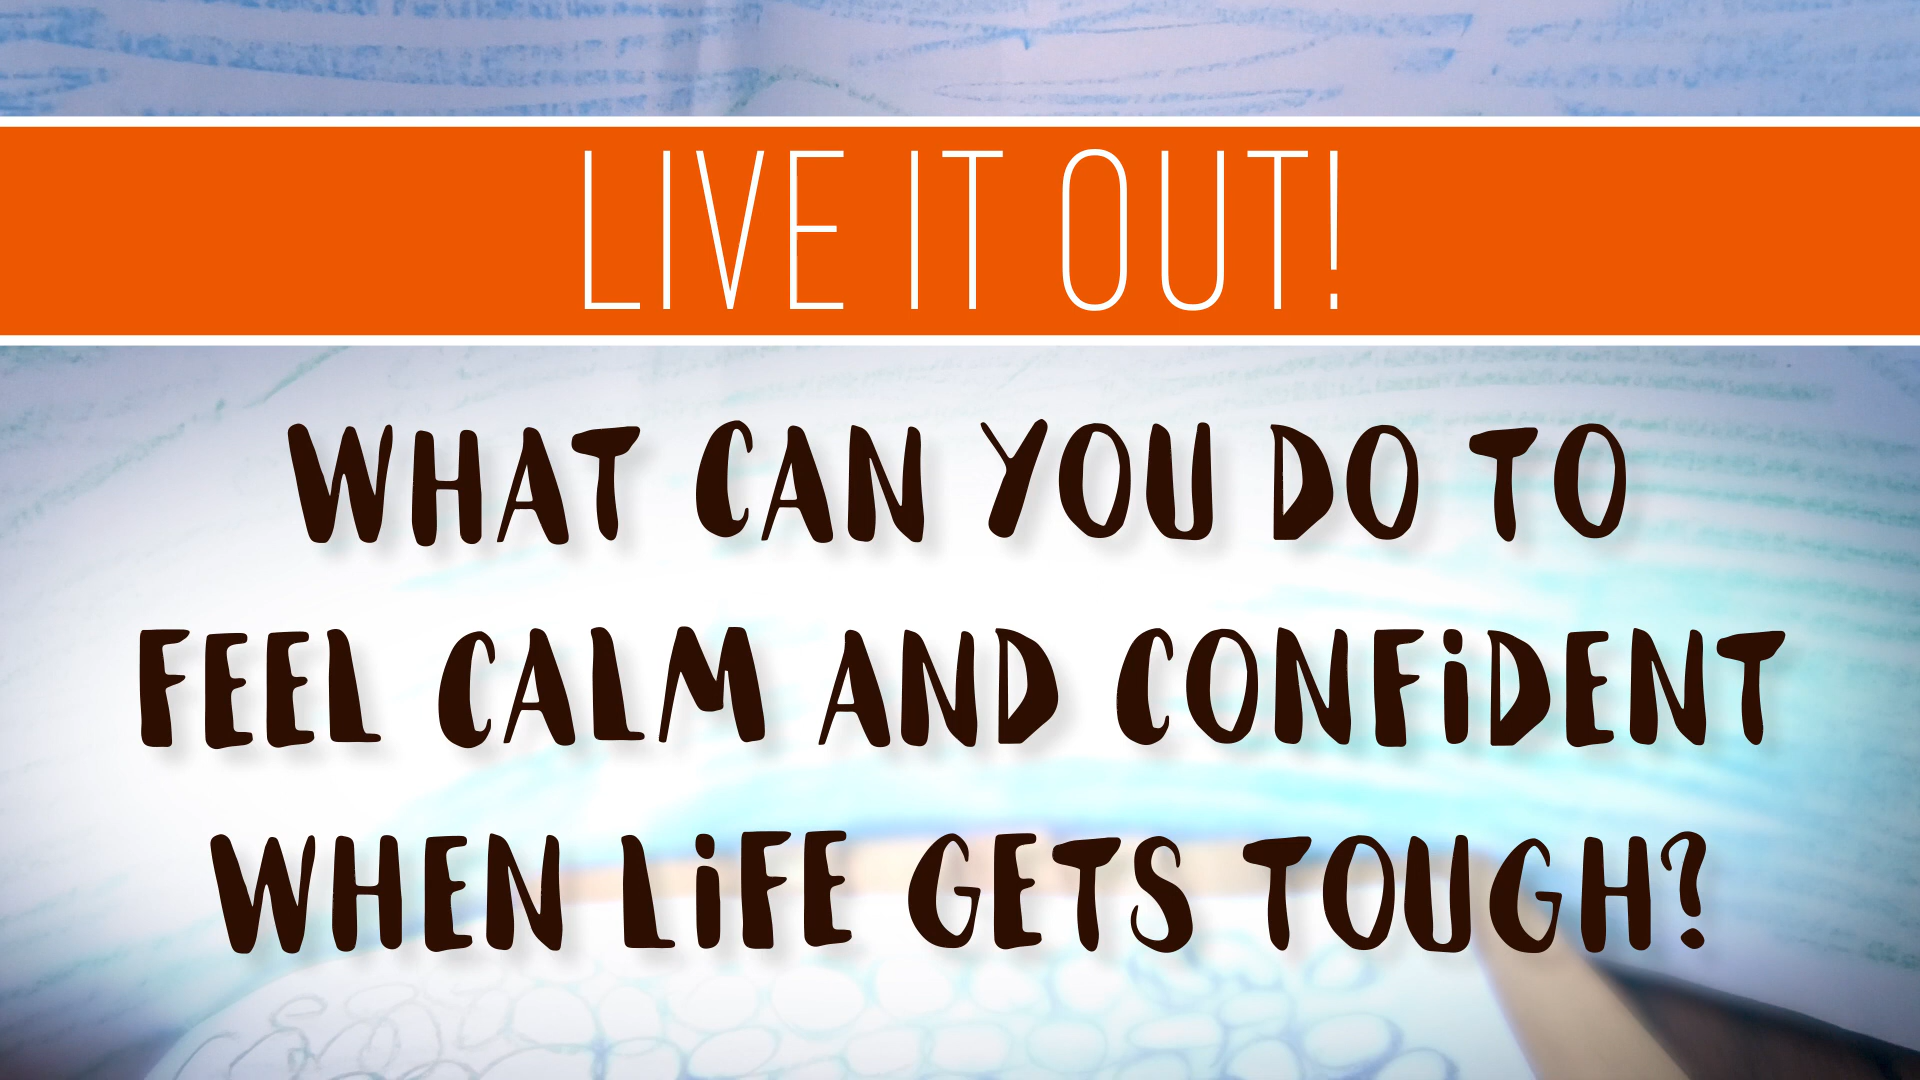 LIVE IT OUT!
WHAT CAN YOU DO TO
FEEL CALM AND CONFiDENT
WHEN LiFE GETS TOUGH?